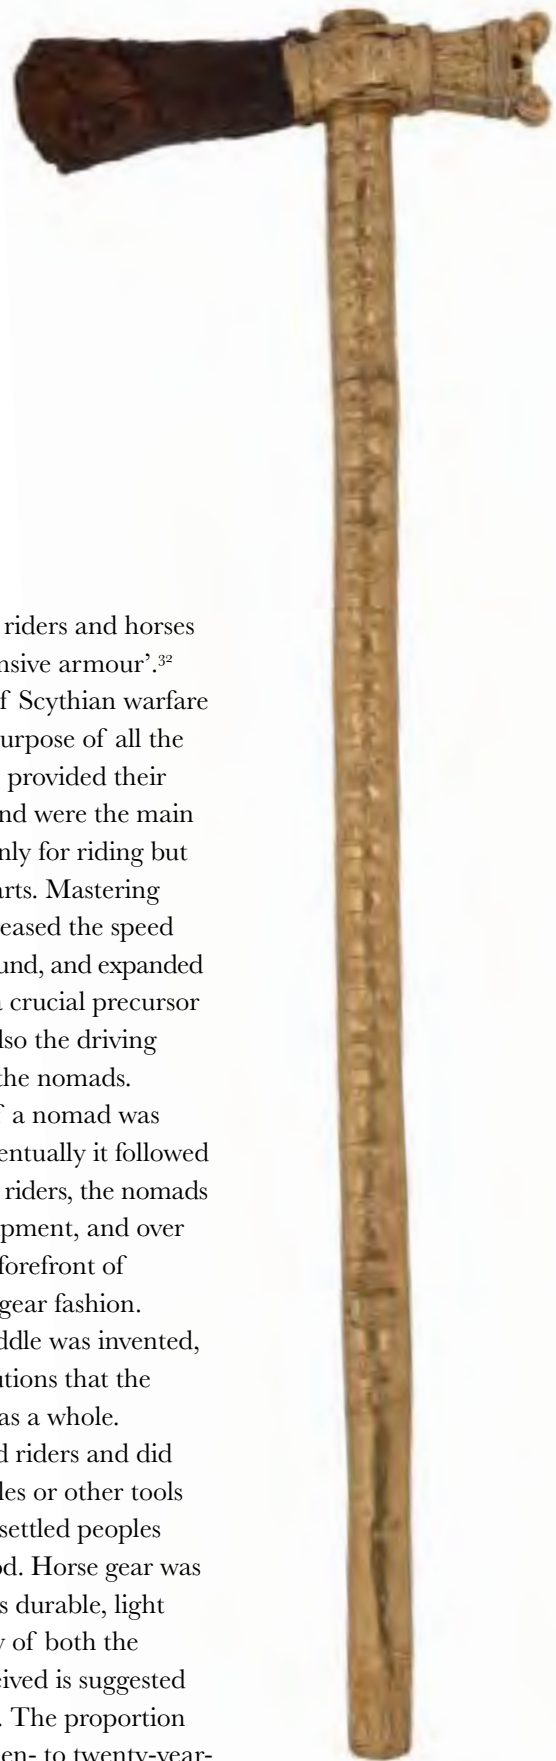 riders and horses
nsive armour’.³²
f Scythian warfare
urpose of all the
provided their
nd were the main
nly for riding but
arts. Mastering
eased the speed
und, and expanded
a crucial precursor
lso the driving
the nomads.
f a nomad was
entually it followed
riders, the nomads
pment, and over
forefront of
gear fashion.
ddle was invented,
utions that the
as a whole.
d riders and did
les or other tools
settled peoples
od. Horse gear was
s durable, light
y of both the
eived is suggested
. The proportion
en- to twenty-year-